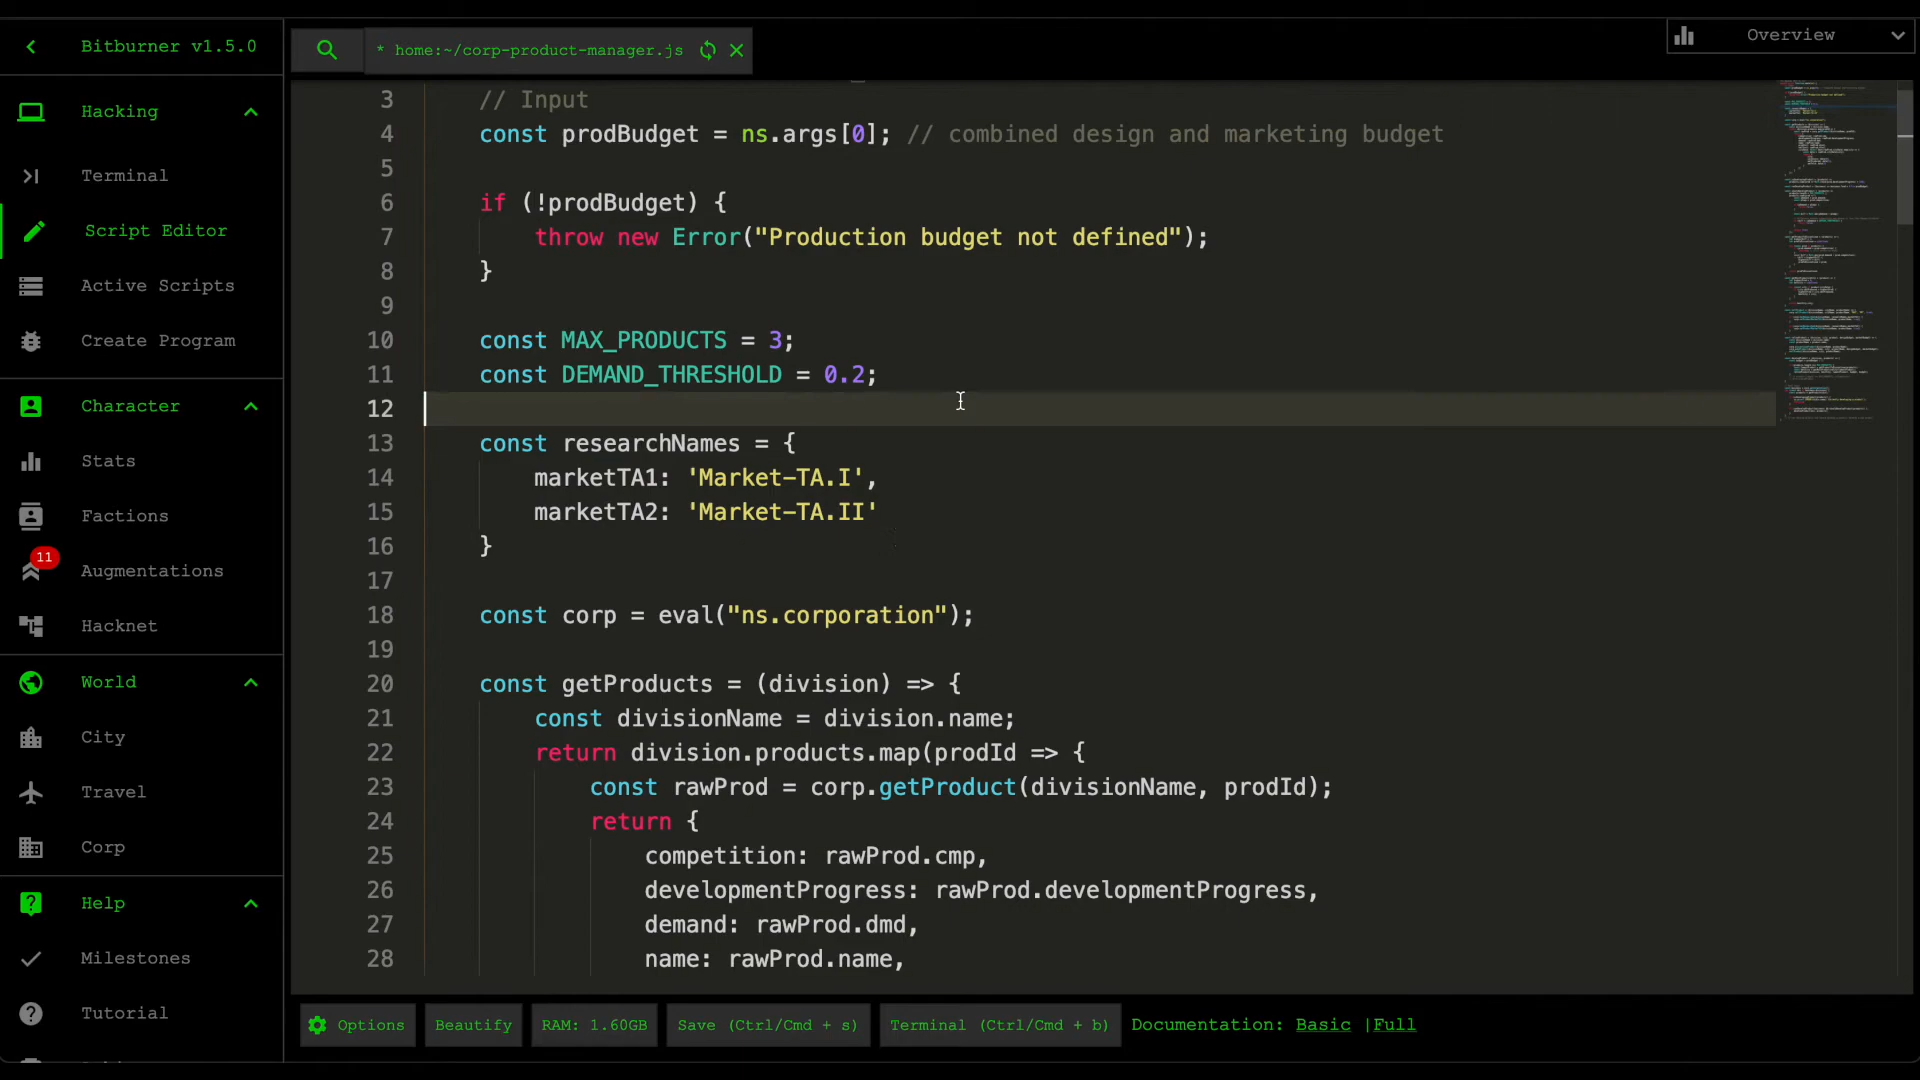 Bitburner v1.5.0
* home:~/corp-product-manager.js
Overview
Hacking
Terminal
Script Editor
Active Scripts
Create Program
Character
Stats
Factions
11
Augmentations
Hacknet
World
City
Travel
Corp
Help
Milestones
Tutorial
3 // Input
4 const prodBudget = ns.args[0]; // combined design and marketing budget
5
6 if (!prodBudget) {
7 throw new Error("Production budget not defined");
8 }
9
10 const MAX_PRODUCTS = 3;
11 const DEMAND_THRESHOLD = 0.2;
12
13 const researchNames = {
14 marketTA1: 'Market-TA.I',
15 marketTA2: 'Market-TA.II'
16 }
17
18 const corp = eval("ns.corporation");
19
20 const getProducts = (division) => {
21 const divisionName = division.name;
22 return division.products.map(prodId => {
23 const rawProd = corp.getProduct(divisionName, prodId);
24 return {
25 competition: rawProd.cmp,
26 developmentProgress: rawProd.developmentProgress,
27 demand: rawProd.dmd,
28 name: rawProd.name,
Options
Beautify
RAM: 1.60GB
Save (Ctrl/Cmd + s)
Terminal (Ctrl/Cmd + b)
Documentation: Basic |Full